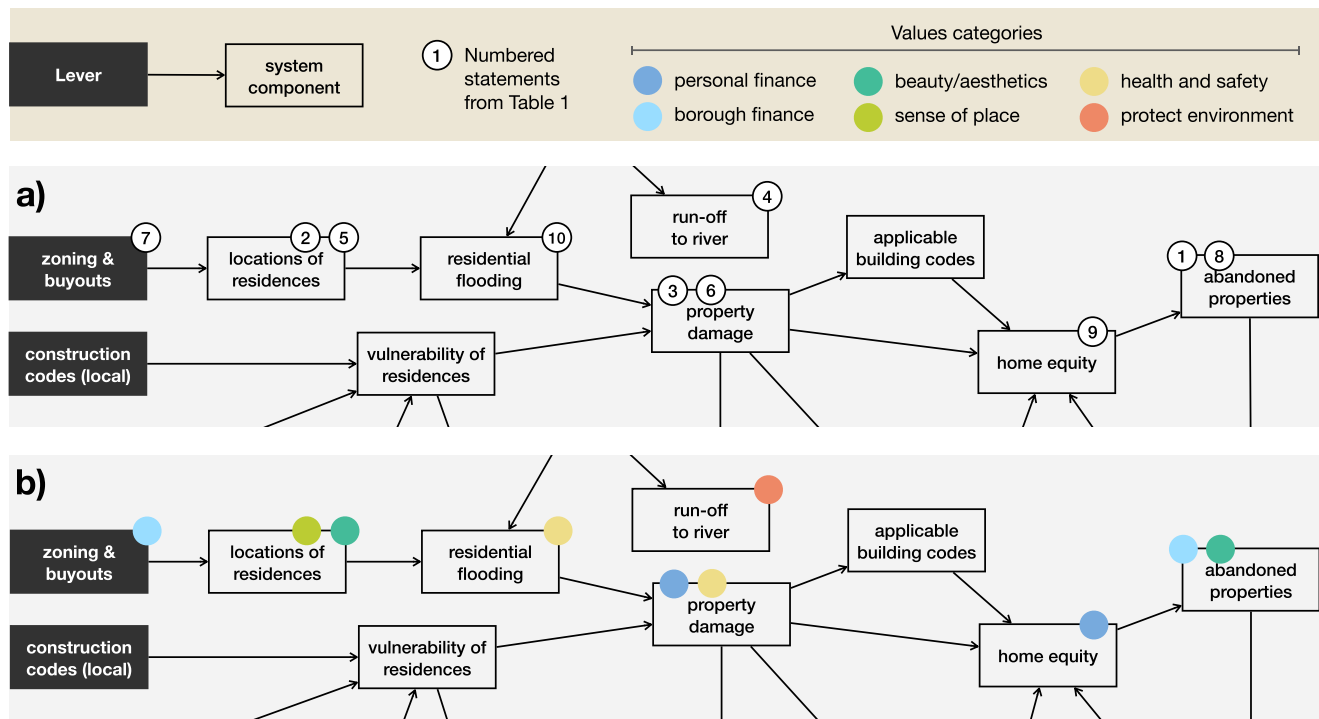 Lever
system
component
1
Numbered
statements
from Table 1
Values categories
personal finance
beauty/aesthetics
health and safety
borough finance
sense of place
protect environment
a)
7
zoning &
buyouts
2 5
locations of
residences
10
residential
flooding
4
run-off
to river
3 6
property
damage
applicable
building codes
1 8
abandoned
properties
9
home equity
construction
codes (local)
vulnerability of
residences
b)
zoning &
buyouts
locations of
residences
residential
flooding
run-off
to river
property
damage
applicable
building codes
abandoned
properties
home equity
construction
codes (local)
vulnerability of
residences